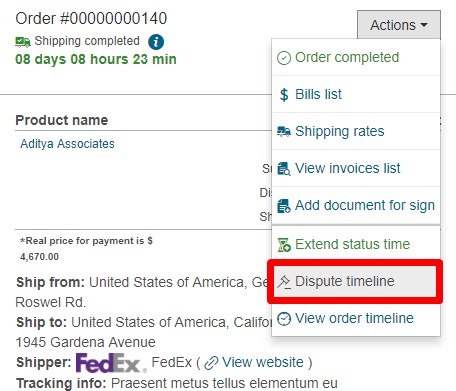 Order #00000000140
Actions
Shipping completed
08 days 08 hours 23 min
Order completed
$ Bills list
Shipping rates
View invoices list
Add document for sign
Extend status time
Dispute timeline
View order timeline
Product name
Aditya Associates
Di
Sh
*Real price for payment is $
4,670.00
Ship from: United States of America, Ge
Roswel Rd.
Ship to: United States of America, Califor
1945 Gardena Avenue
Shipper: FedEx. FedEx ( View website )
Tracking info: Praesent metus tellus elementum eu